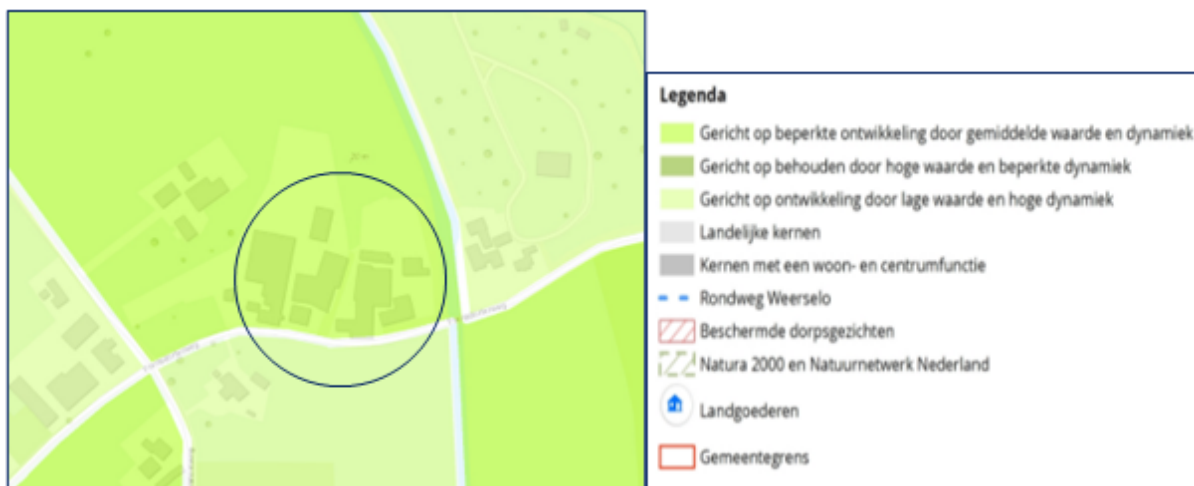 Legenda
Gericht op beperkte ontwikkeling door gemiddelde waarde en dynamiek
Gericht op behouden door hoge waarde en beperkte dynamiek
Gericht op ontwikkeling door lage waarde en hoge dynamiek
Landelijke kernen
Kernen met een woon- en centrumfunctie
Rondweg Weerselo
Beschermde dorpsgezichten
Natura 2000 en Natuurnetwerk Nederland
Landgoederen
Gemeentegrens